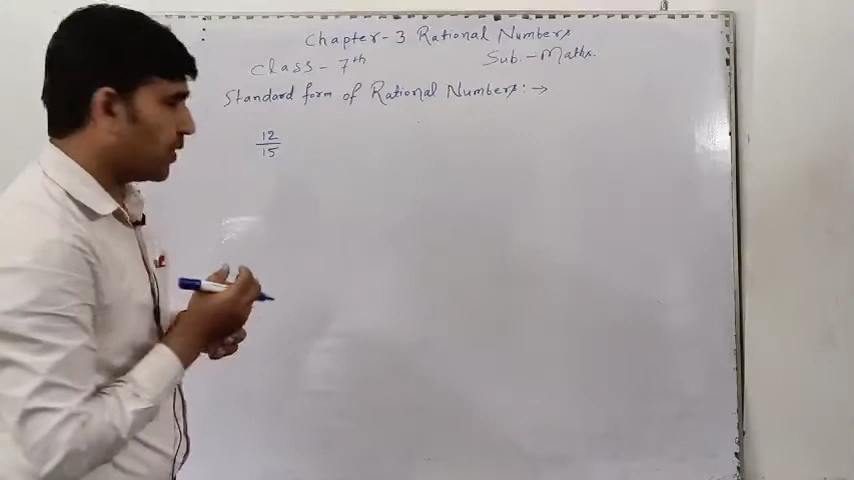 Chapter-3 Rational Numbers
Class - 7th
Sub. - Maths.
Standard form of Rational Numbers :→
12
15